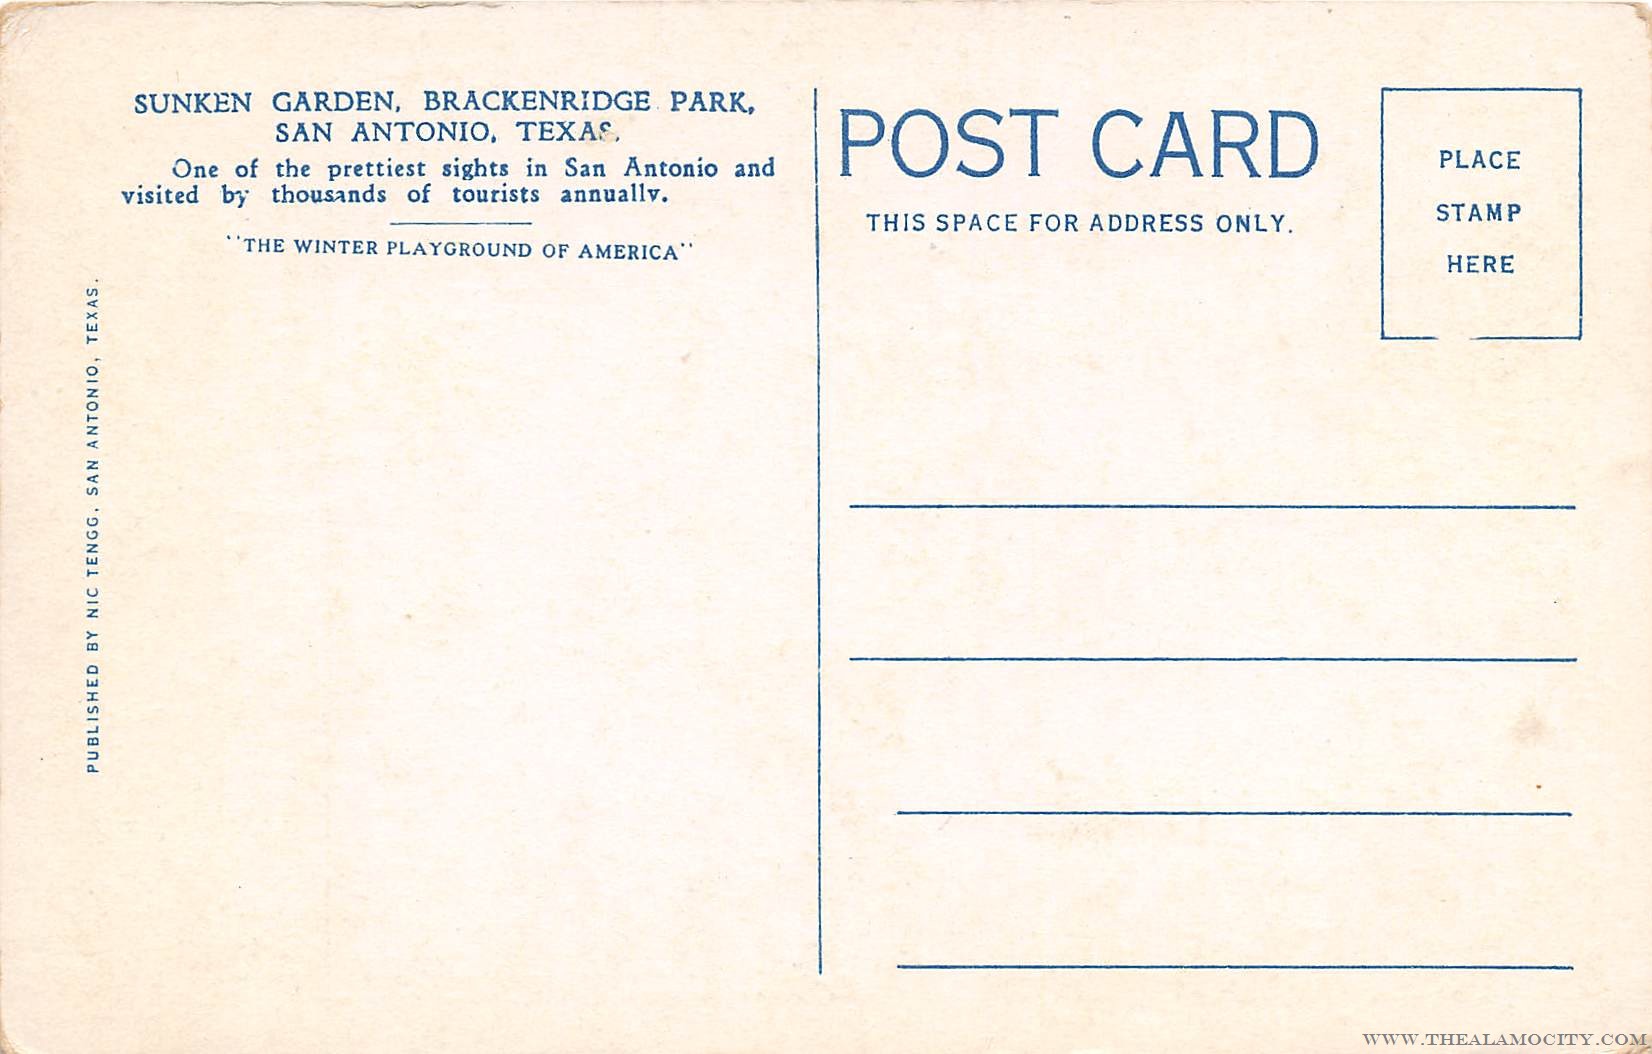 SUNKEN GARDEN, BRACKENRIDGE PARK,
SAN ANTONIO, TEXAS.
One of the prettiest sights in San Antonio and
visited by thousands of tourists annually.
"THE WINTER PLAYGROUND OF AMERICA"
PUBLISHED BY NIC TENGG, SAN ANTONIO, TEXAS.
POST CARD
THIS SPACE FOR ADDRESS ONLY.
PLACE
STAMP
HERE
WWW.THEALAMOCITY.COM